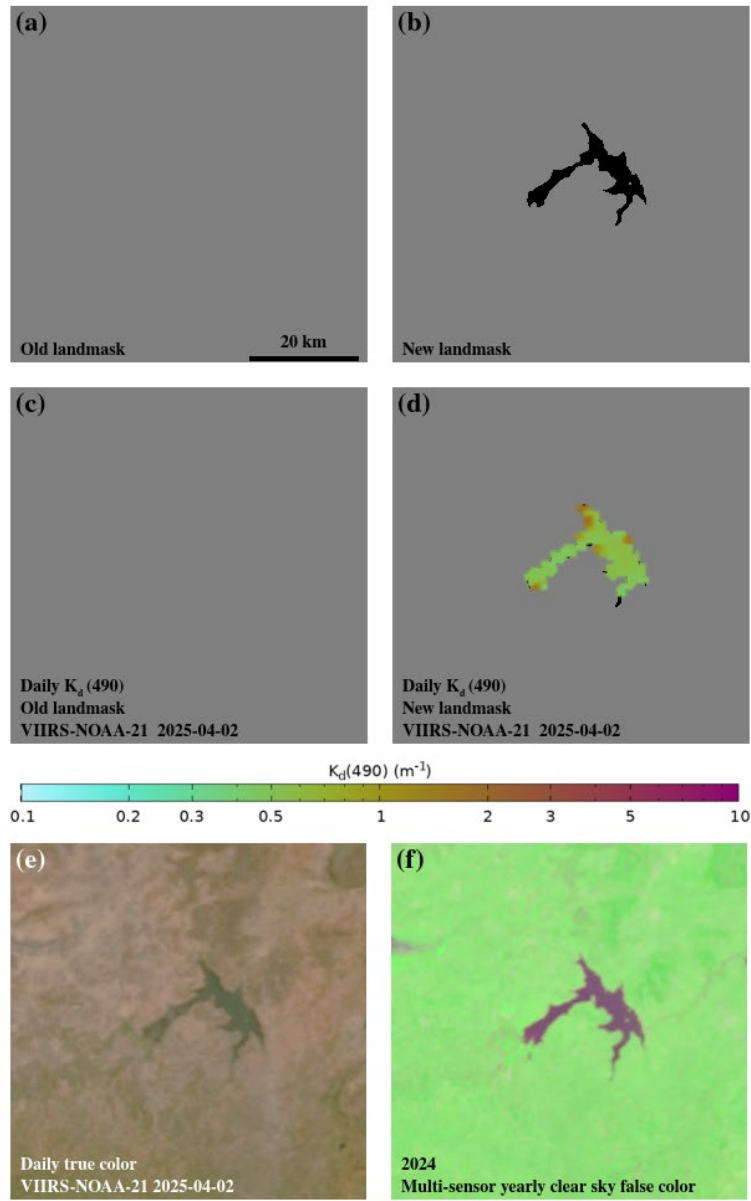 (a)
(b)
20 km
Old landmask
New landmask
(c)
(d)
Daily K_d (490)
Old landmask
VIIRS-NOAA-21 2025-04-02
Daily K_d (490)
New landmask
VIIRS-NOAA-21 2025-04-02
K_d(490) (m⁻¹)
0.1 0.2 0.3 0.5 1 2 3 5 10
(e)
(f)
Daily true color
VIIRS-NOAA-21 2025-04-02
2024
Multi-sensor yearly clear sky false color